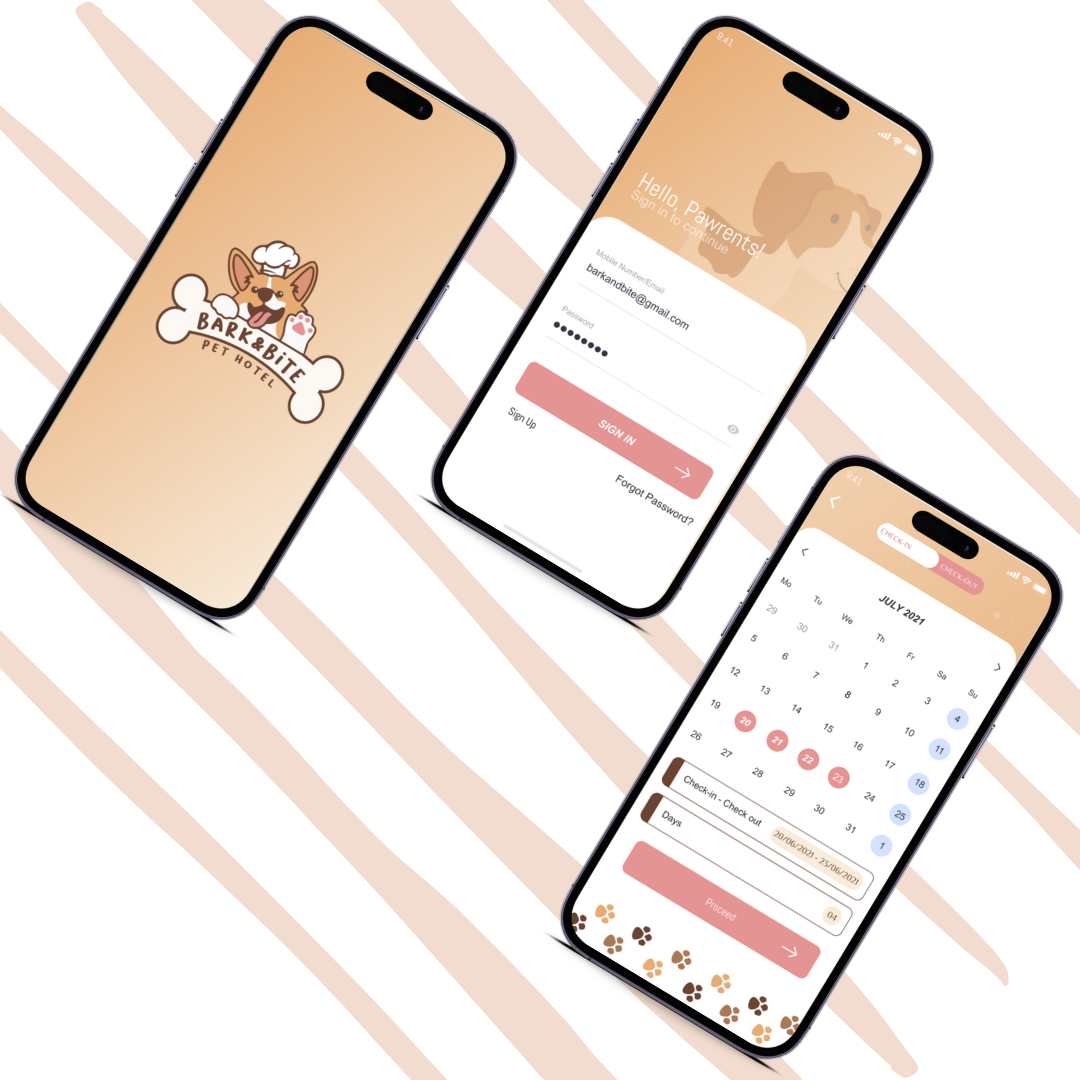 BARK&BiTE
PET HOTEL
9:41
Hello, Pawrents!
Sign in to continue
Mobile Number/Email
barkandbite@gmail.com
Password
SIGN IN
Sign Up
Forgot Password?
9:41
CHECK-IN CHECK-OUT
JULY 2021
Mo Tu We Th Fr Sa Su
29 30 31 1 2 3 4
5 6 7 8 9 10 11
12 13 14 15 16 17 18
19 20 21 22 23 24 25
26 27 28 29 30 31 1
Check-in - Check out 20/06/2021 - 23/06/2021
Days 04
Proceed